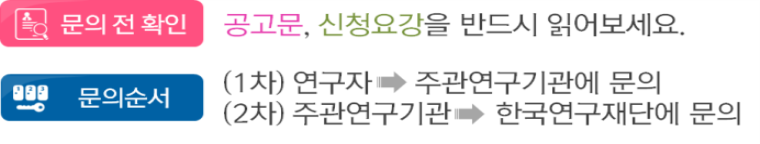 문의 전 확인 공고문, 신청요강을 반드시 읽어보세요.
문의순서
(1차) 연구자 ➡ 주관연구기관에 문의
(2차) 주관연구기관 ➡ 한국연구재단에 문의